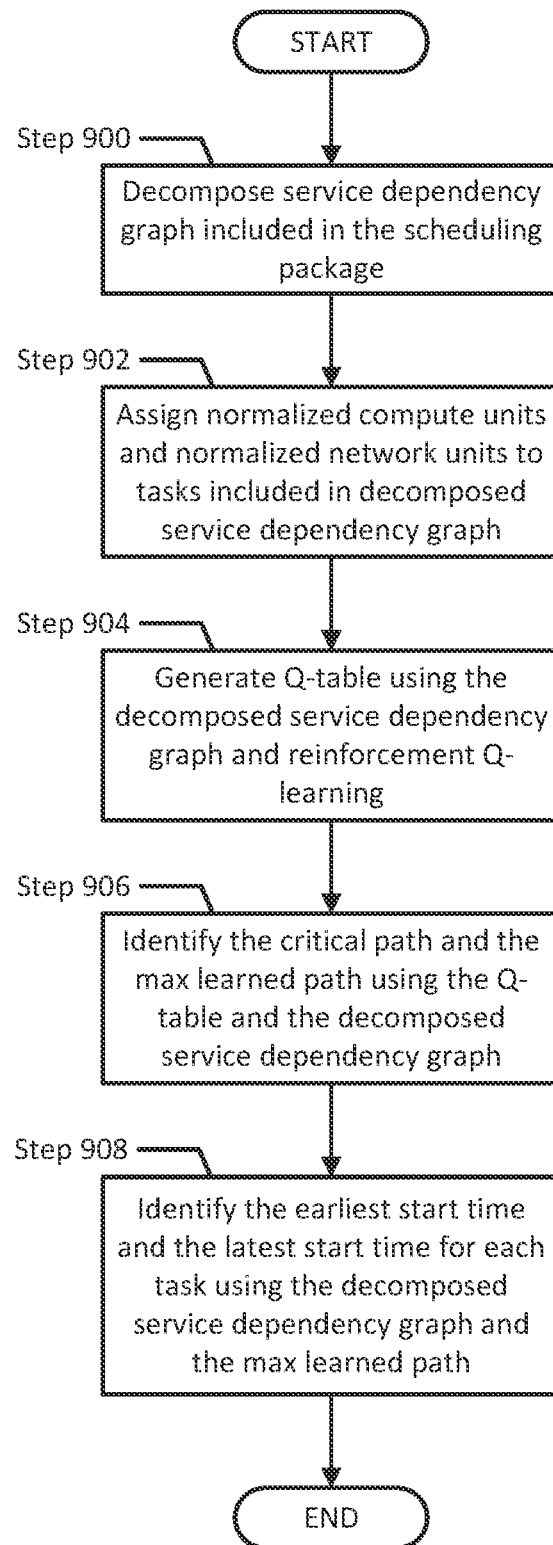 START
Step 900
Decompose service dependency
graph included in the scheduling
package
Step 902
Assign normalized compute units
and normalized network units to
tasks included in decomposed
service dependency graph
Step 904
Generate Q-table using the
decomposed service dependency
graph and reinforcement Q-
learning
Step 906
Identify the critical path and the
max learned path using the Q-
table and the decomposed
service dependency graph
Step 908
Identify the earliest start time
and the latest start time for each
task using the decomposed
service dependency graph and
the max learned path
END